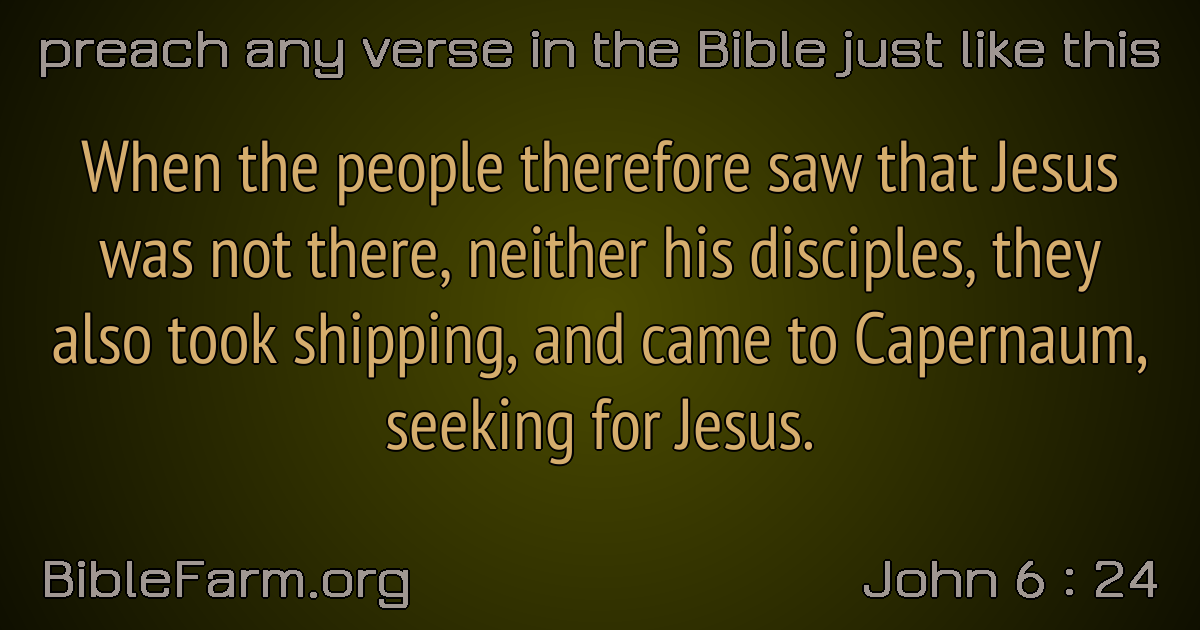 preach any verse in the Bible just like this
When the people therefore saw that Jesus
was not there, neither his disciples, they
also took shipping, and came to Capernaum,
seeking for Jesus.
BibleFarm.org
John 6 : 24